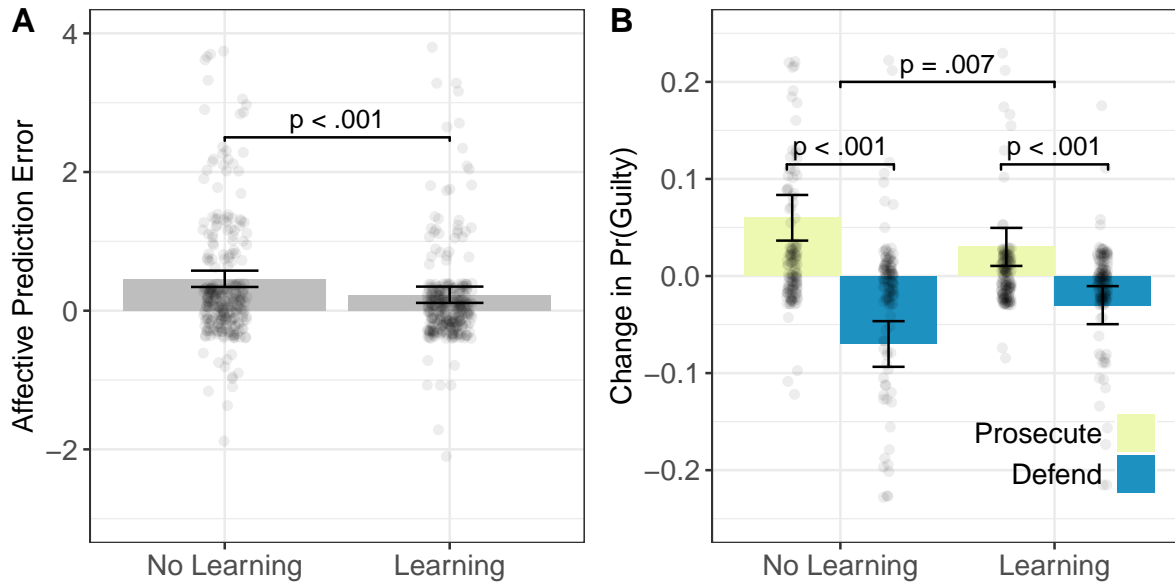 A
Affective Prediction Error
4
2
0
−2
p < .001
No Learning
Learning
B
Change in Pr(Guilty)
0.2
0.1
0.0
−0.1
−0.2
p = .007
p < .001
p < .001
Prosecute
Defend
No Learning
Learning